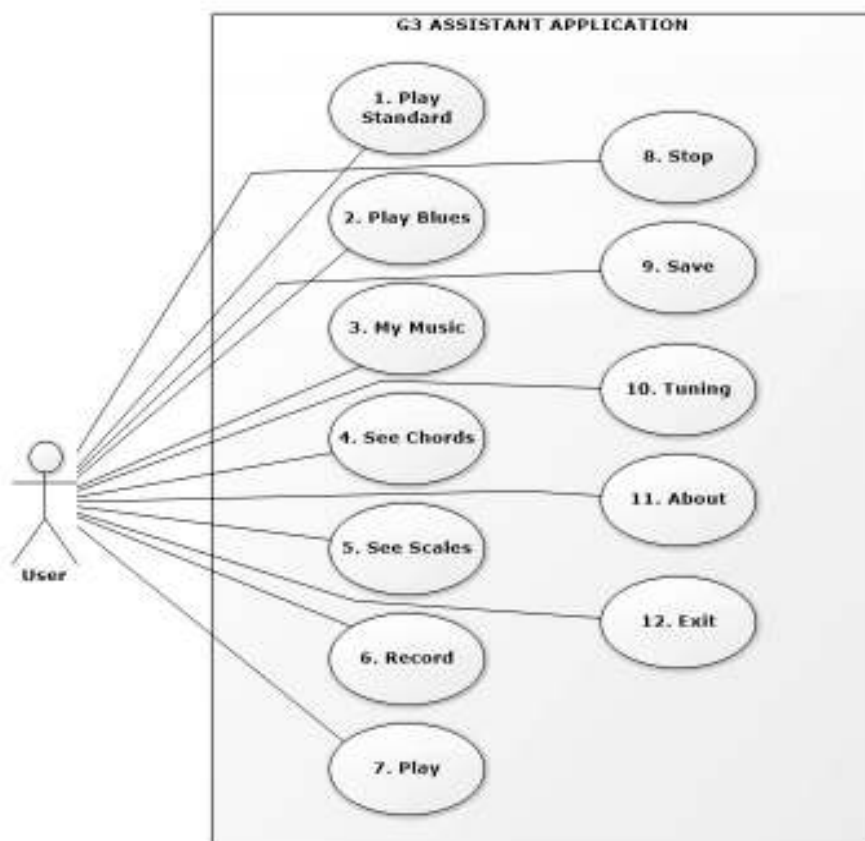 G3 ASSISTANT APPLICATION
1. Play
Standard
2. Play Blues
3. My Music
4. See Chords
5. See Scales
6. Record
7. Play
8. Stop
9. Save
10. Tuning
11. About
12. Exit
User